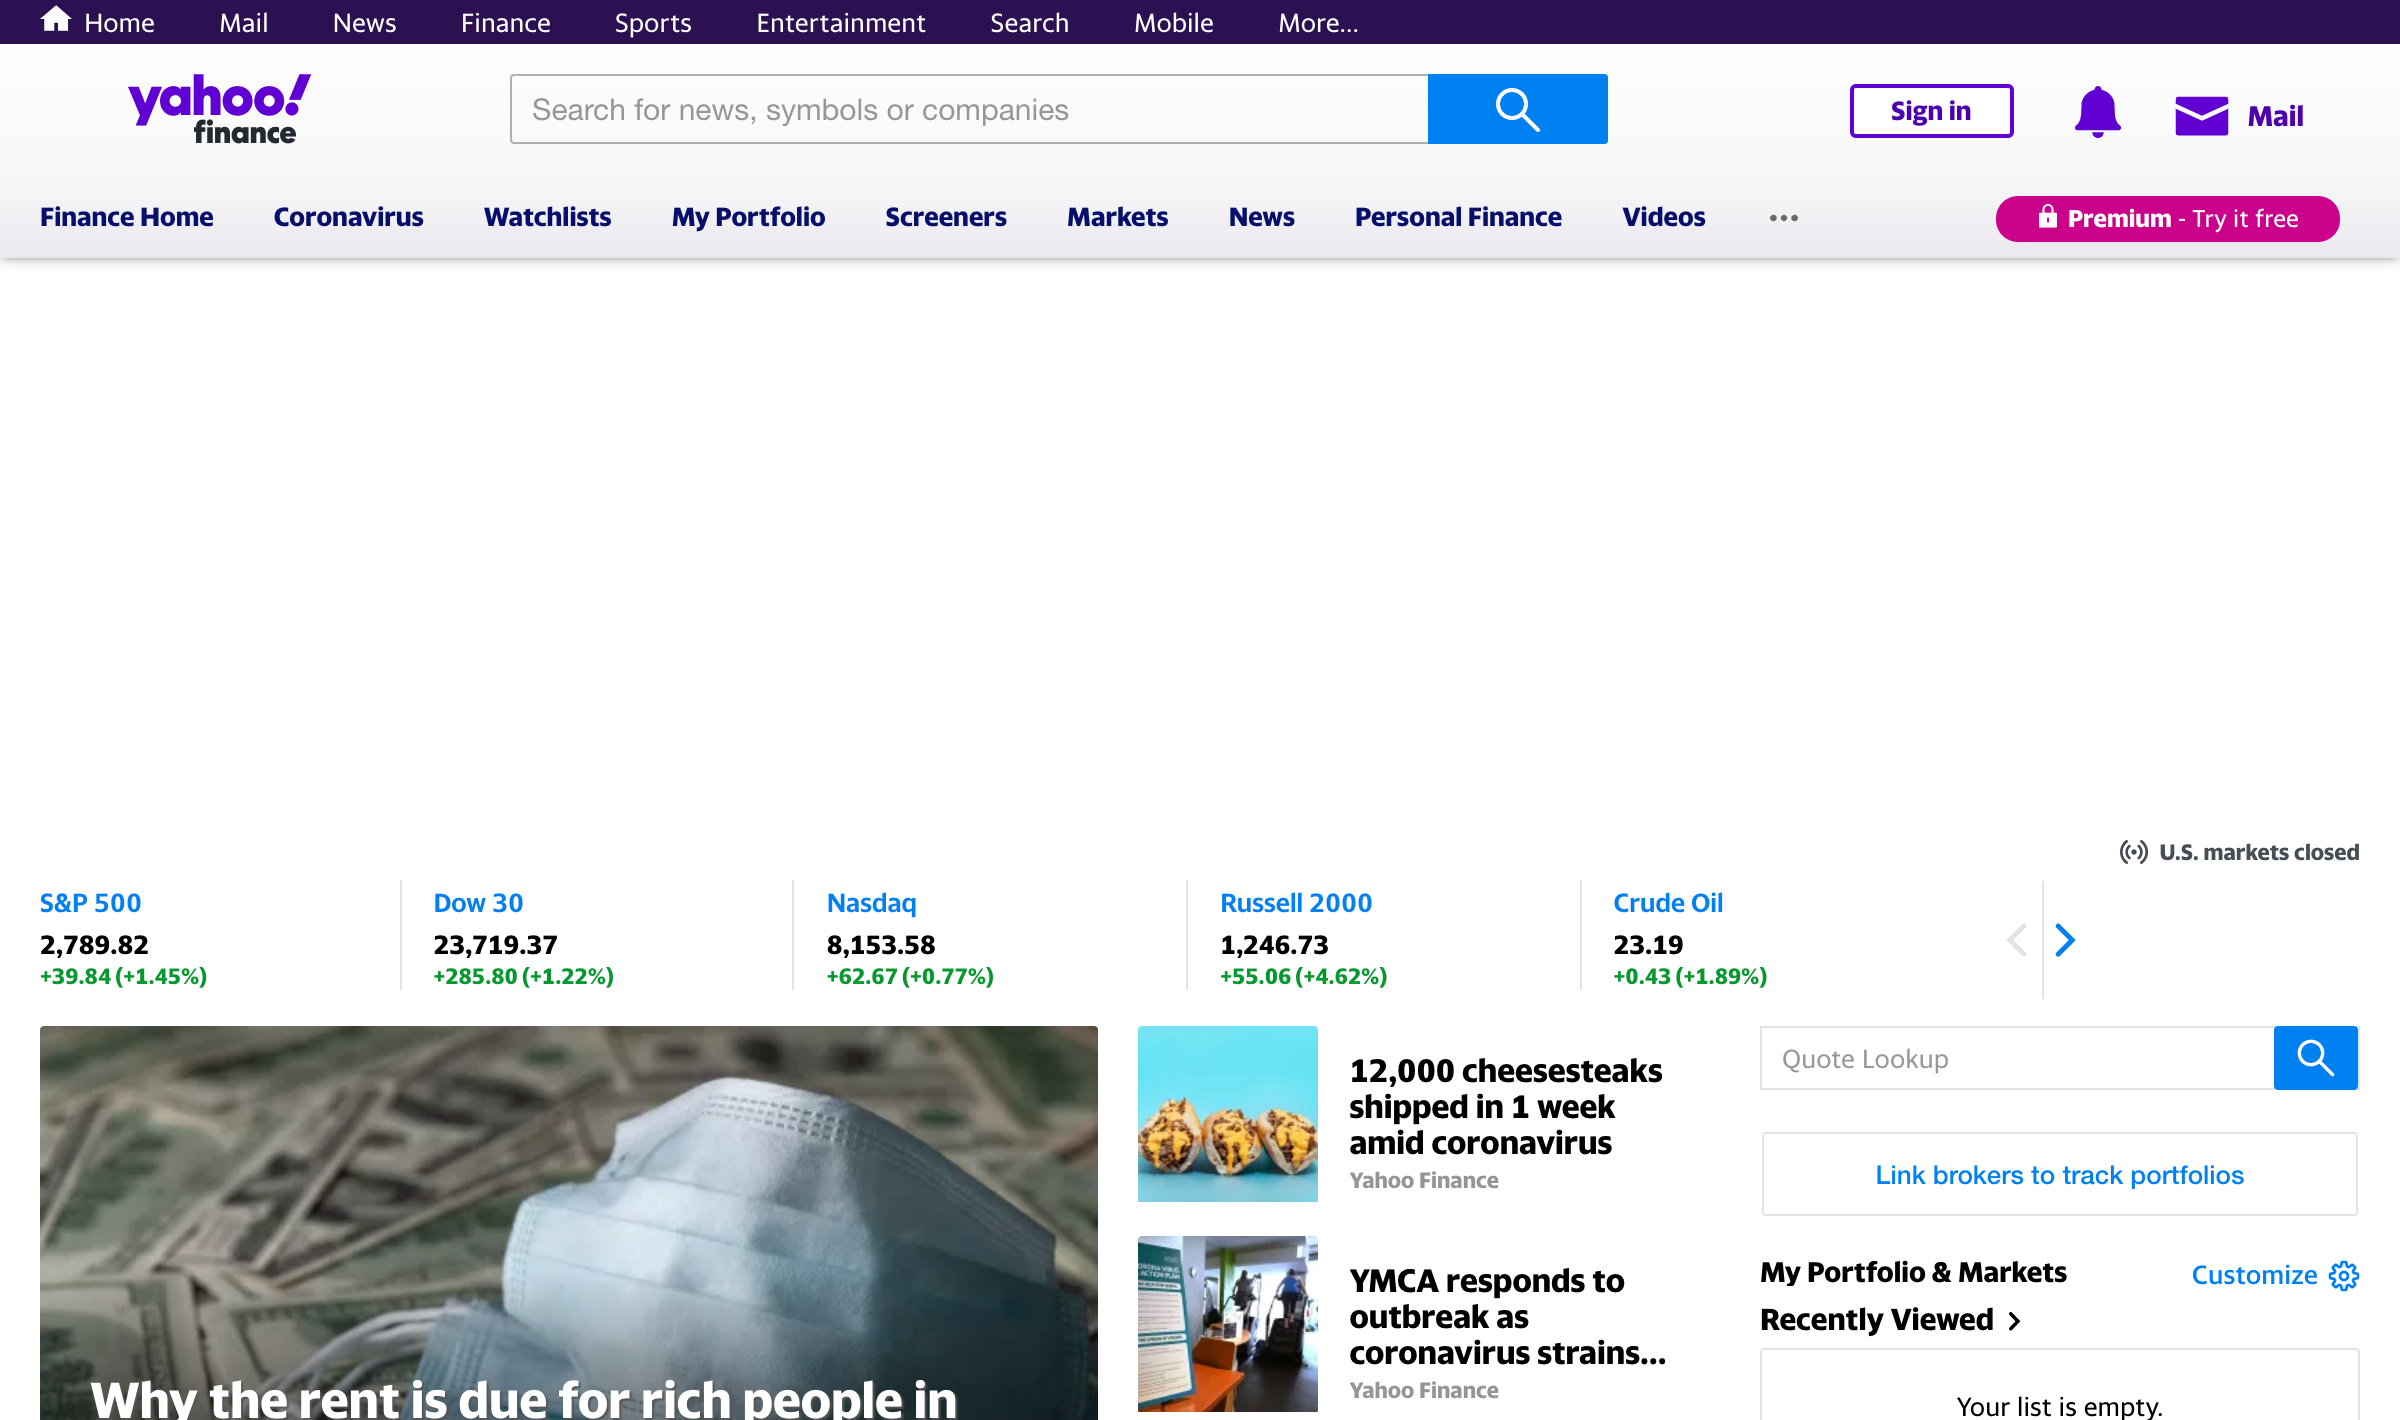 Home Mail News Finance Sports Entertainment Search Mobile More...
yahoo!
finance
Search for news, symbols or companies
Sign in
Mail
Finance Home Coronavirus Watchlists My Portfolio Screeners Markets News Personal Finance Videos
Premium - Try it free
U.S. markets closed
S&P 500
2,789.82
+39.84 (+1.45%)
Dow 30
23,719.37
+285.80 (+1.22%)
Nasdaq
8,153.58
+62.67 (+0.77%)
Russell 2000
1,246.73
+55.06 (+4.62%)
Crude Oil
23.19
+0.43 (+1.89%)
Why the rent is due for rich people in
12,000 cheesesteaks
shipped in 1 week
amid coronavirus
Yahoo Finance
YMCA responds to
outbreak as
coronavirus strains...
Yahoo Finance
Quote Lookup
Link brokers to track portfolios
My Portfolio & Markets
Customize
Recently Viewed
Your list is empty.